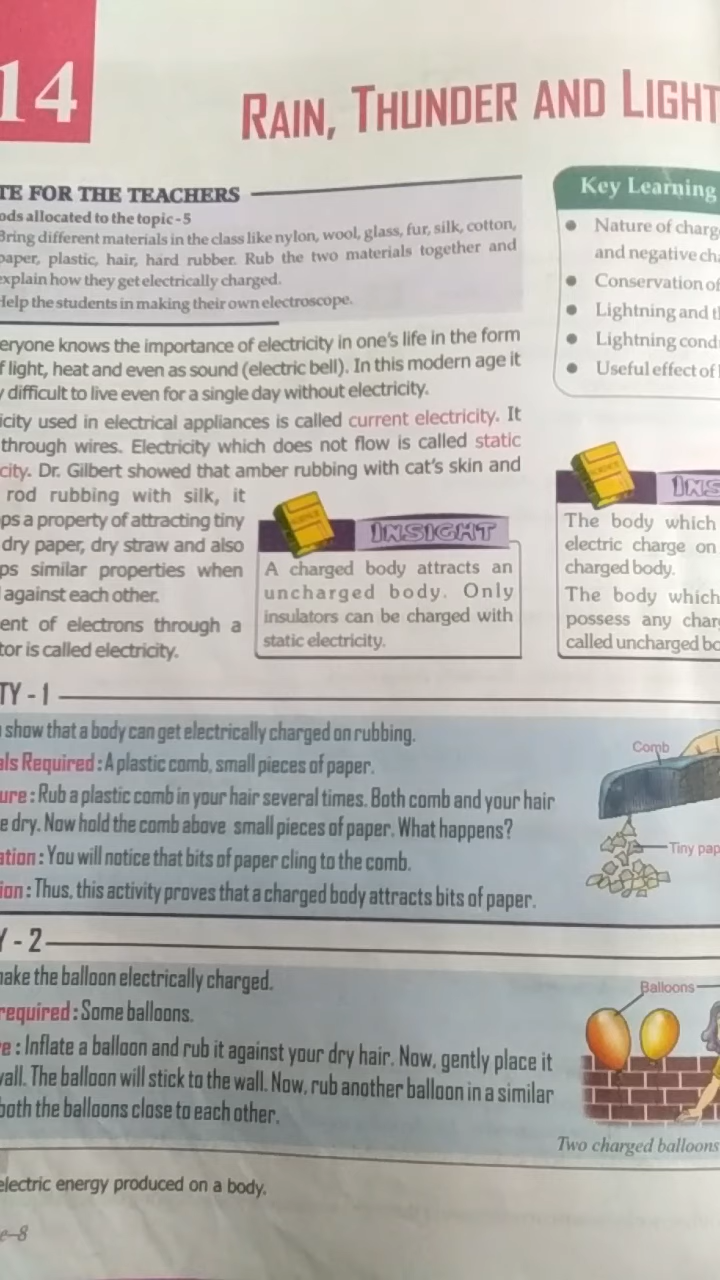 14
RAIN, THUNDER AND LIGHT
TE FOR THE TEACHERS
ods allocated to the topic-5
Bring different materials in the class like nylon, wool, glass, fur, silk, cotton,
paper, plastic, hair, hard rubber. Rub the two materials together and
explain how they get electrically charged.
Help the students in making their own electroscope.
Key Learning
• Nature of charg
and negative cha
• Conservation of
• Lightning and t
• Lightning cond
• Useful effect of
eryone knows the importance of electricity in one's life in the form
f light, heat and even as sound (electric bell). In this modern age it
y difficult to live even for a single day without electricity.
icity used in electrical appliances is called current electricity. It
through wires. Electricity which does not flow is called static
city. Dr. Gilbert showed that amber rubbing with cat's skin and
rod rubbing with silk, it
ps a property of attracting tiny
dry paper, dry straw and also
ps similar properties when
against each other.
ent of electrons through a
tor is called electricity.
SCIENCE
INSIGHT
A charged body attracts an
uncharged body. Only
insulators can be charged with
static electricity.
SCIENCE
INS
The body which
electric charge on
charged body.
The body which
possess any char
called uncharged bo
TY - 1
show that a body can get electrically charged on rubbing.
als Required : A plastic comb, small pieces of paper.
ure : Rub a plastic comb in your hair several times. Both comb and your hair
e dry. Now hold the comb above small pieces of paper. What happens?
ation : You will notice that bits of paper cling to the comb.
ion : Thus, this activity proves that a charged body attracts bits of paper.
Comb
Tiny pap
Y - 2
make the balloon electrically charged.
required : Some balloons.
e : Inflate a balloon and rub it against your dry hair. Now, gently place it
wall. The balloon will stick to the wall. Now, rub another balloon in a similar
both the balloons close to each other.
Balloons
Two charged balloons
electric energy produced on a body.
e-8